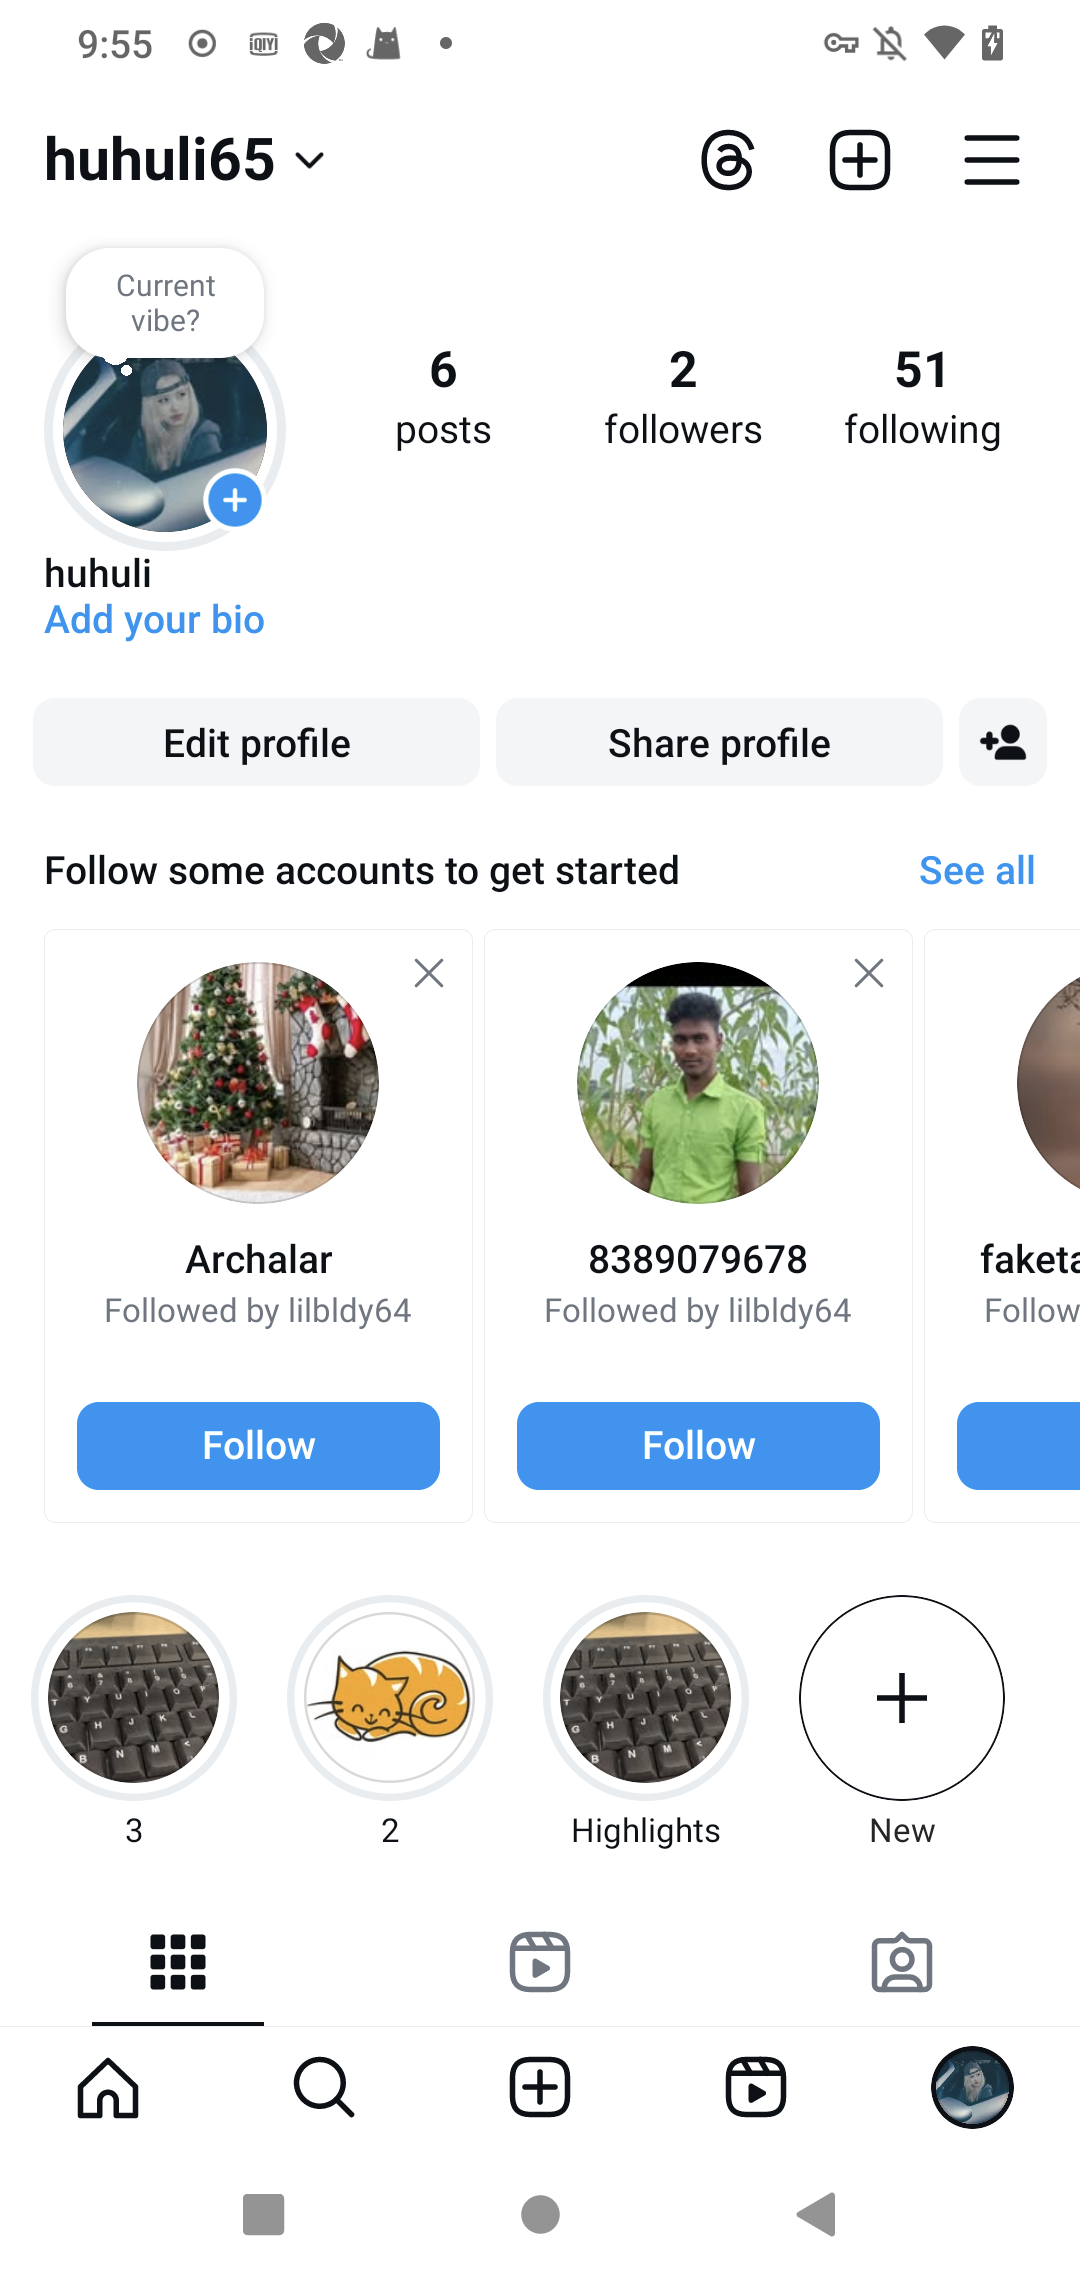 9:55
iQIYI
huhuli65
Current
vibe?
6
posts
2
followers
51
following
huhuli
Add your bio
Edit profile
Share profile
Follow some accounts to get started
See all
Archalar
Followed by lilbldy64
Follow
8389079678
Followed by lilbldy64
Follow
faketa
Follow
3
2
Highlights
New